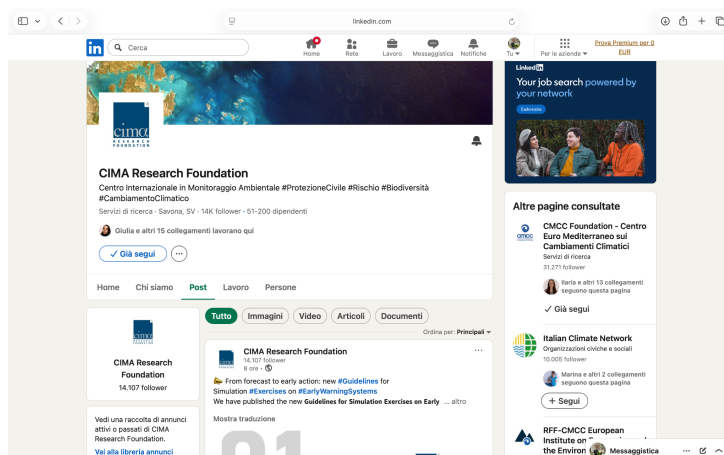 linkedin.com
in
Cerca
Home
Rete
Lavoro
Messaggistica
Notifiche
Tu
Per le aziende
Prova Premium per 0
EUR
cima
RESEARCH
FOUNDATION
CIMA Research Foundation
Centro Internazionale in Monitoraggio Ambientale #ProtezioneCivile #Rischio #Biodiversità
#CambiamentoClimatico
Servizi di ricerca · Savona, SV · 14K follower · 51-200 dipendenti
Giulia e altri 15 collegamenti lavorano qui
✓ Già segui
Home Chi siamo Post Lavoro Persone
cima
CIMA Research
Foundation
14.107 follower
Vedi una raccolta di annunci
attivi o passati di CIMA
Research Foundation.
Vai alla libreria annunci
Tutto Immagini Video Articoli Documenti
Ordina per: Principali
CIMA Research Foundation
14.107 follower
8 ore •
From forecast to early action: new #Guidelines for
Simulation #Exercises on #EarlyWarningSystems
We have published the new Guidelines for Simulation Exercises on Early ... altro
Mostra traduzione
LinkedIn
Your job search powered by
your network
Altre pagine consultate
cmcc
CMCC Foundation - Centro
Euro Mediterraneo sui
Cambiamenti Climatici
Servizi di ricerca
31.271 follower
Ilaria e altri 13 collegamenti
seguono questa pagina
✓ Già segui
Italian Climate Network
Organizzazioni civiche e sociali
10.005 follower
Marina e altri 2 collegamenti
seguono questa pagina
+ Segui
RFF-CMCC European
Institute on
the Environ
Messaggistica